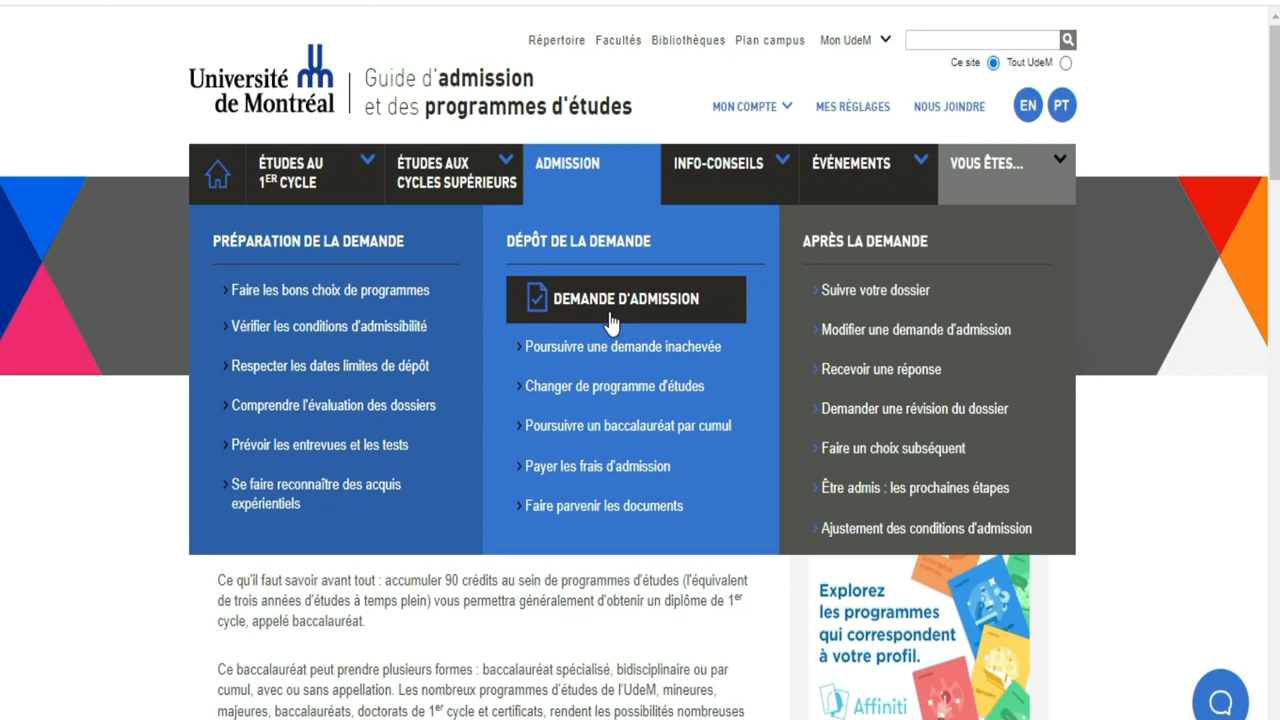 Répertoire Facultés Bibliothèques Plan campus Mon UdeM
Ce site Tout UdeM
Université
de Montréal
Guide d'admission
et des programmes d'études
MON COMPTE MES RÉGLAGES NOUS JOINDRE EN PT
ÉTUDES AU
1ER CYCLE
ÉTUDES AUX
CYCLES SUPÉRIEURS
ADMISSION
INFO-CONSEILS
ÉVÉNEMENTS
VOUS ÊTES...
PRÉPARATION DE LA DEMANDE
Faire les bons choix de programmes
Vérifier les conditions d'admissibilité
Respecter les dates limites de dépôt
Comprendre l'évaluation des dossiers
Prévoir les entrevues et les tests
Se faire reconnaître des acquis
expérientiels
DÉPÔT DE LA DEMANDE
DEMANDE D'ADMISSION
Poursuivre une demande inachevée
Changer de programme d'études
Poursuivre un baccalauréat par cumul
Payer les frais d'admission
Faire parvenir les documents
APRÈS LA DEMANDE
Suivre votre dossier
Modifier une demande d'admission
Recevoir une réponse
Demander une révision du dossier
Faire un choix subséquent
Être admis : les prochaines étapes
Ajustement des conditions d'admission
Ce qu'il faut savoir avant tout : accumuler 90 crédits au sein de programmes d'études (l'équivalent
de trois années d'études à temps plein) vous permettra généralement d'obtenir un diplôme de 1er
cycle, appelé baccalauréat.
Ce baccalauréat peut prendre plusieurs formes : baccalauréat spécialisé, bidisciplinaire ou par
cumul, avec ou sans appellation. Les nombreux programmes d'études de l'UdeM, mineures,
majeures, baccalauréats, doctorats de 1er cycle et certificats, rendent les possibilités nombreuses
Explorez
les programmes
qui correspondent
à votre profil.
Affiniti